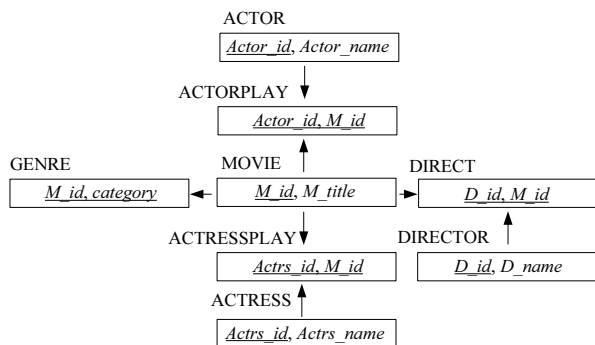 ACTOR
Actor_id, Actor_name
ACTORPLAY
Actor_id, M_id
GENRE MOVIE DIRECT
M_id, category M_id, M_title D_id, M_id
ACTRESSPLAY DIRECTOR
Actrs_id, M_id D_id, D_name
ACTRESS
Actrs_id, Actrs_name